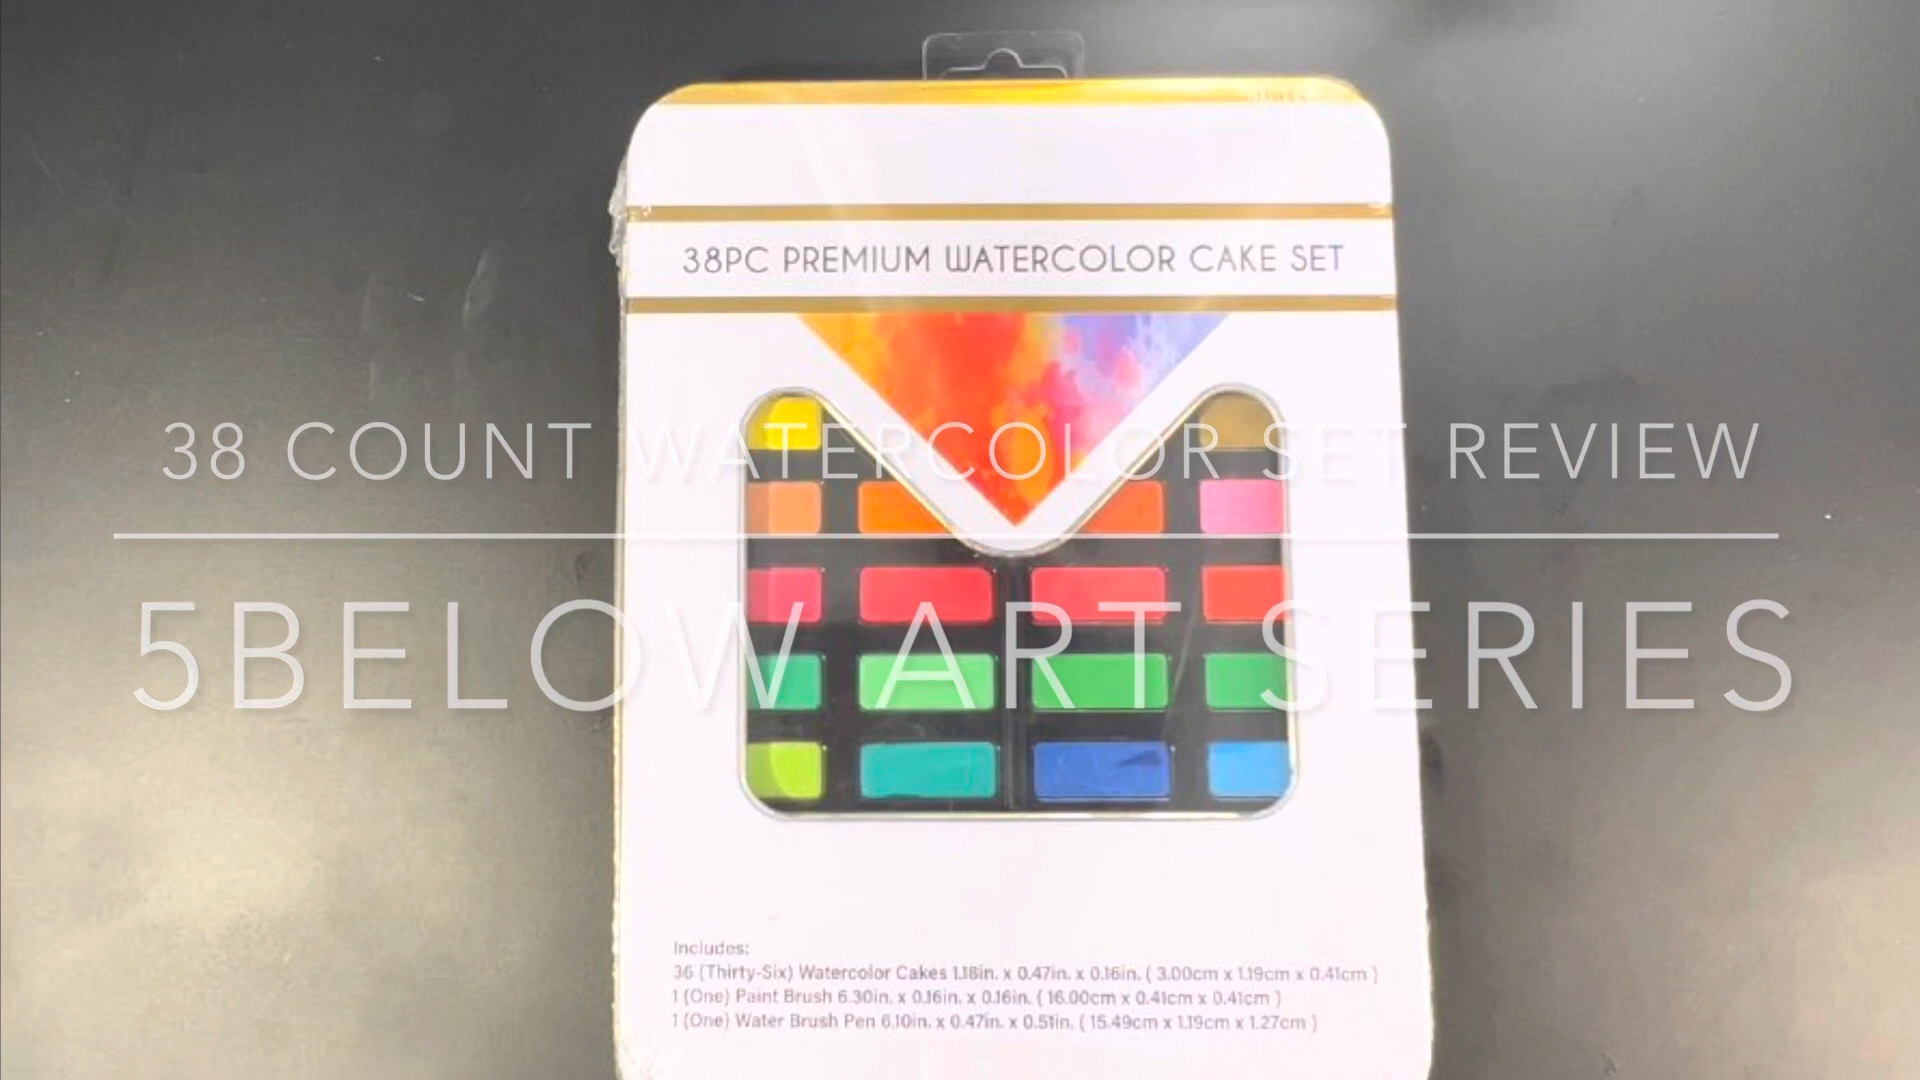 38PC PREMIUM WATERCOLOR CAKE SET
38 COUNT WATERCOLOR SET REVIEW
5BELOW ART SERIES
Includes:
36 (Thirty-Six) Watercolor Cakes 1.18in. x 0.47in. x 0.16in. ( 3.00cm x 1.19cm x 0.41cm )
1 (One) Paint Brush 6.30in. x 0.16in. x 0.16in. ( 16.00cm x 0.41cm x 0.41cm )
1 (One) Water Brush Pen 6.10in. x 0.47in. x 0.51in. ( 15.49cm x 1.19cm x 1.27cm )